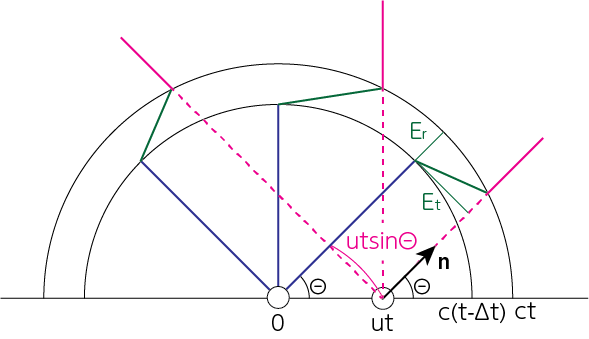 Er
Et
utsinΘ
n
Θ
Θ
c(t-Δt) ct
0
ut